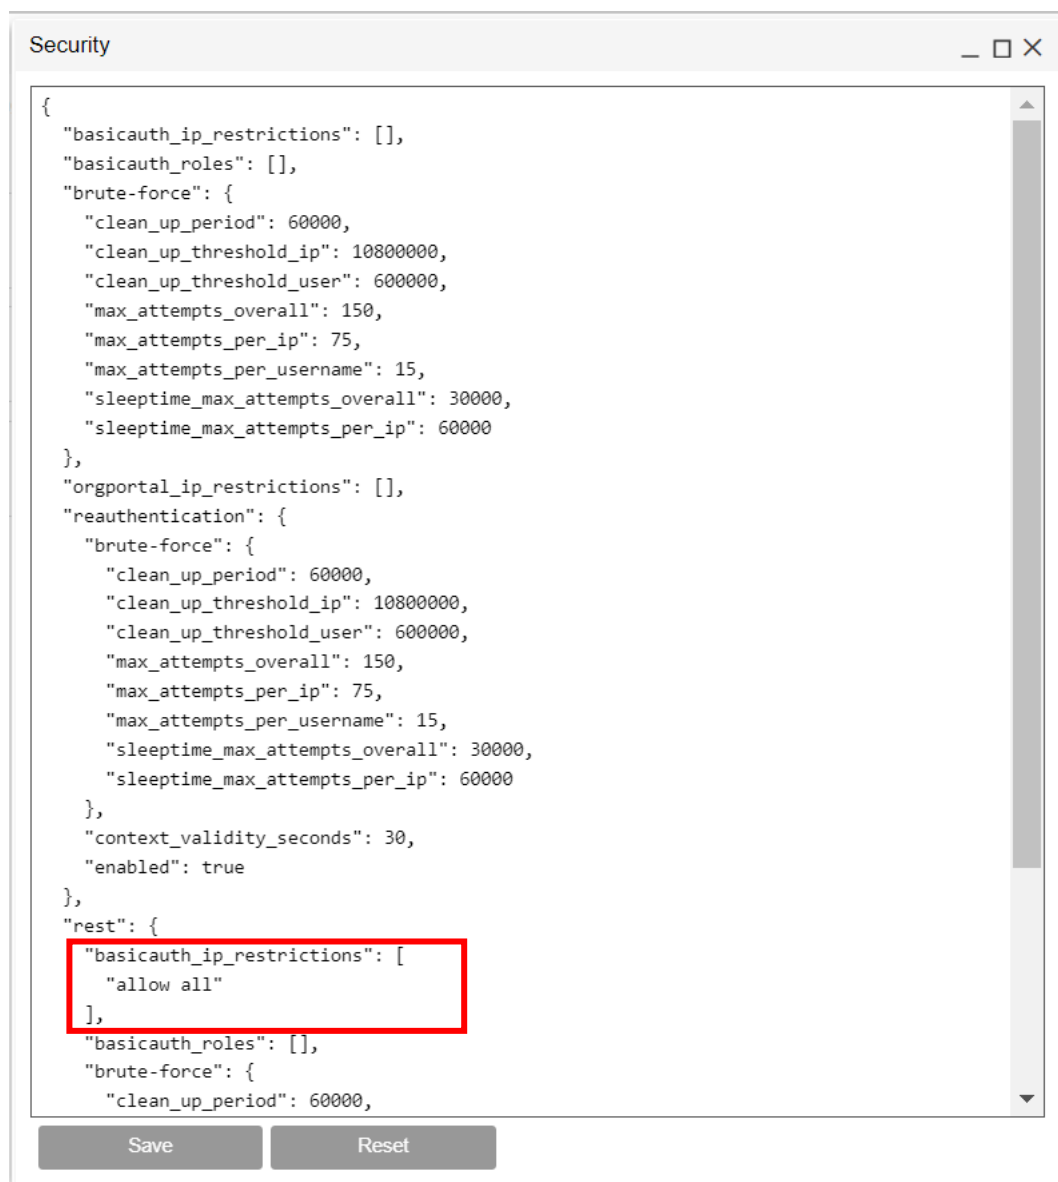 Security
{
  "basicauth_ip_restrictions": [],
  "basicauth_roles": [],
  "brute-force": {
    "clean_up_period": 60000,
    "clean_up_threshold_ip": 10800000,
    "clean_up_threshold_user": 600000,
    "max_attempts_overall": 150,
    "max_attempts_per_ip": 75,
    "max_attempts_per_username": 15,
    "sleeptime_max_attempts_overall": 30000,
    "sleeptime_max_attempts_per_ip": 60000
  },
  "orgportal_ip_restrictions": [],
  "reauthentication": {
    "brute-force": {
      "clean_up_period": 60000,
      "clean_up_threshold_ip": 10800000,
      "clean_up_threshold_user": 600000,
      "max_attempts_overall": 150,
      "max_attempts_per_ip": 75,
      "max_attempts_per_username": 15,
      "sleeptime_max_attempts_overall": 30000,
      "sleeptime_max_attempts_per_ip": 60000
    },
    "context_validity_seconds": 30,
    "enabled": true
  },
  "rest": {
    "basicauth_ip_restrictions": [
      "allow all"
    ],
    "basicauth_roles": [],
    "brute-force": {
      "clean_up_period": 60000,
Save
Reset